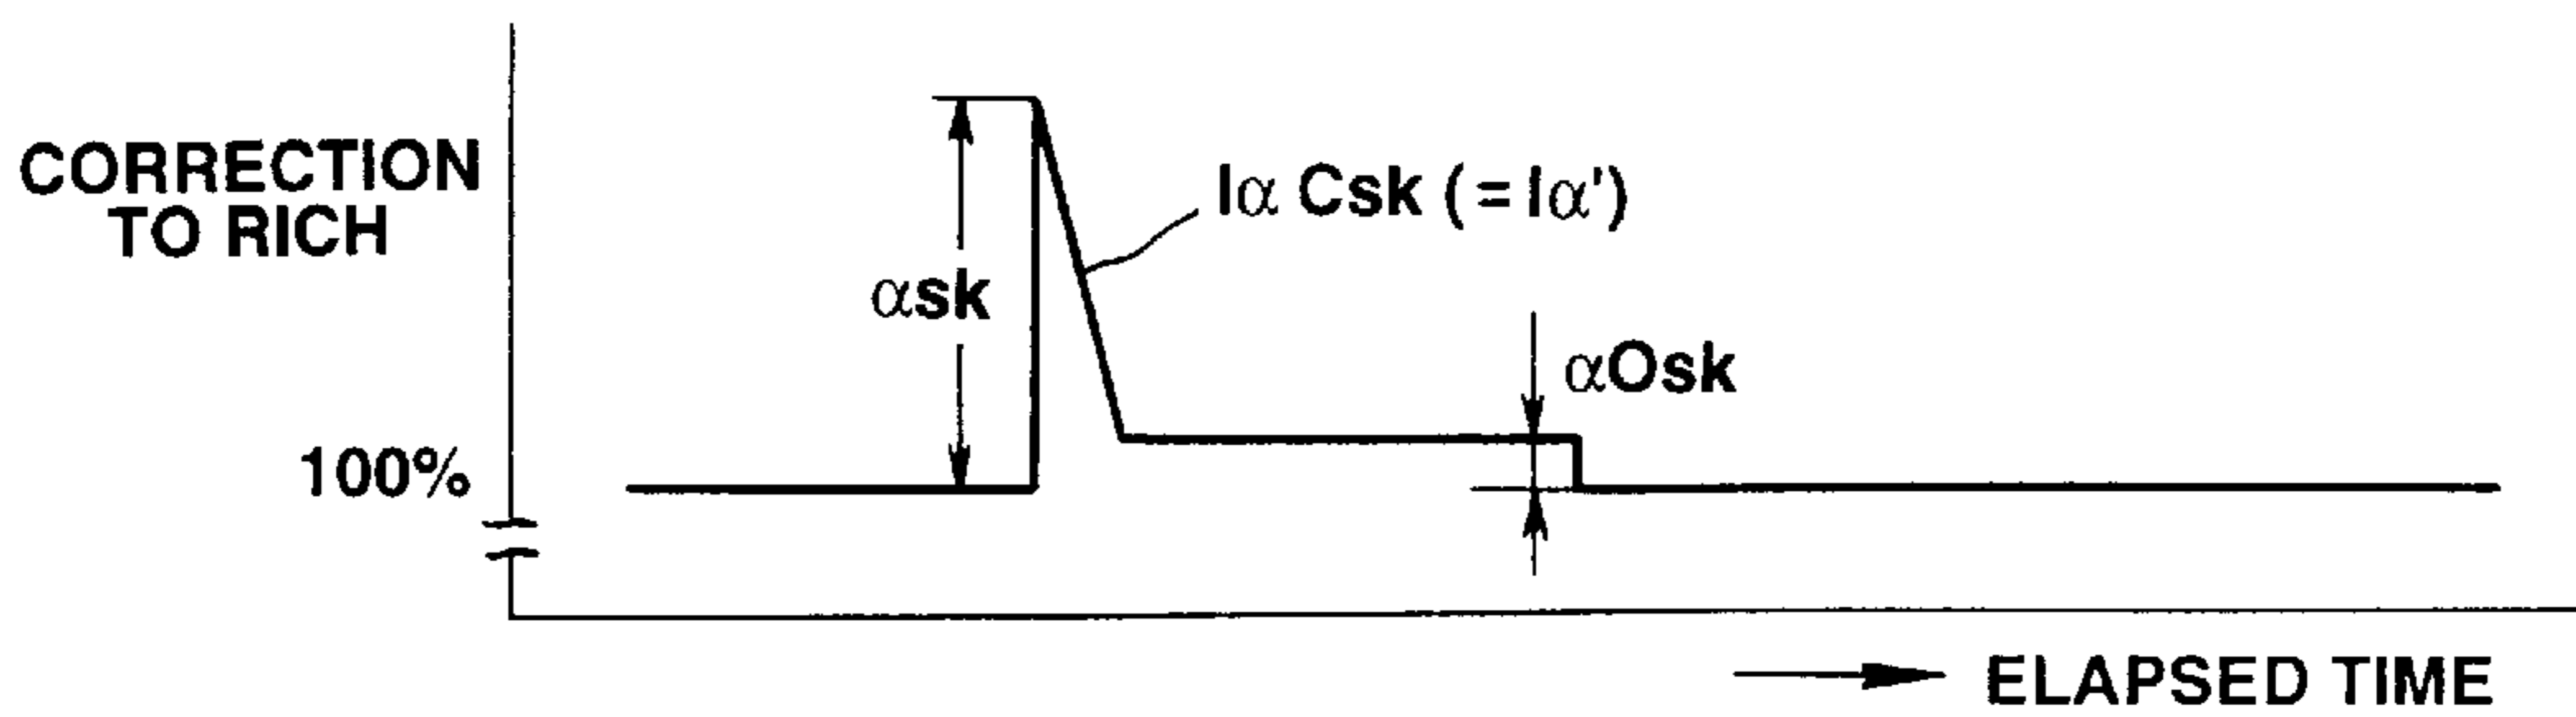 CORRECTION
TO RICH
Iα Csk (= Iα')
αsk
αOsk
100%
ELAPSED TIME